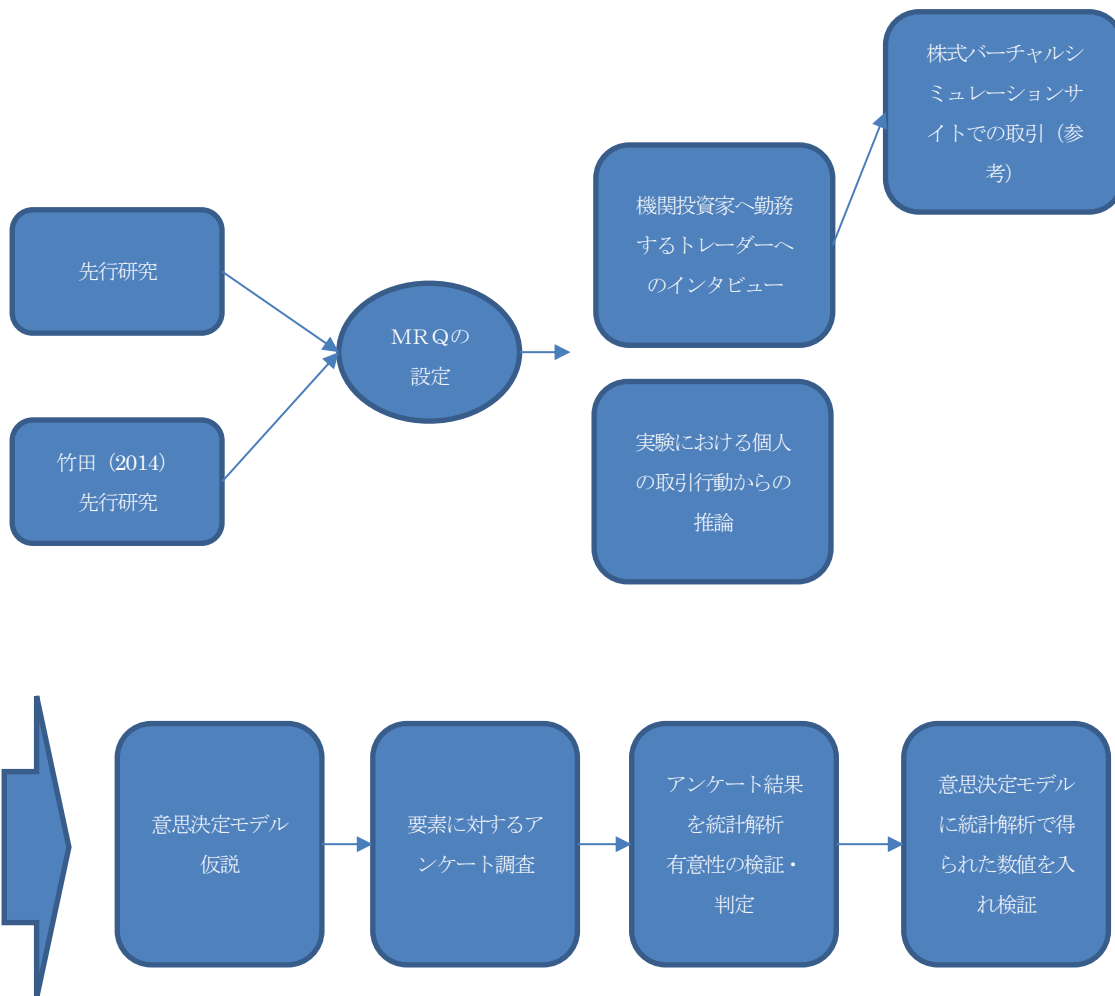 株式バーチャルシ
ミュレーションサ
イトでの取引（参
考）
機関投資家へ勤務
するトレーダーへ
のインタビュー
先行研究
ＭＲＱの
設定
竹田（2014）
先行研究
実験における個人
の取引行動からの
推論
意思決定モデル
仮説
要素に対するア
ンケート調査
アンケート結果
を統計解析
有意性の検証・
判定
意思決定モデル
に統計解析で得
られた数値を入
れ検証